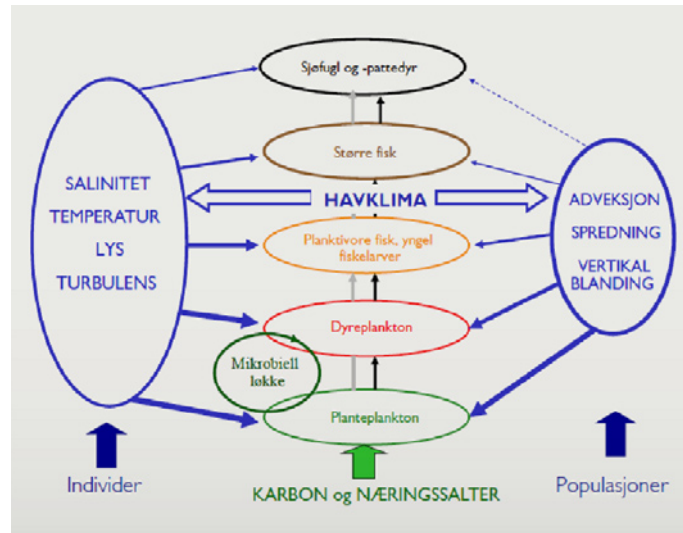 Sjøfugl og -pattedyr
Større fisk
HAVKLIMA
SALINITET
TEMPERATUR
LYS
TURBULENS
ADVEKSJON
SPREDNING
VERTIKAL
BLANDING
Planktivore fisk, yngel
fiskelarver
Dyreplankton
Mikrobiell
løkke
Planteplankton
Individer
KARBON og NÆRINGSSALTER
Populasjoner